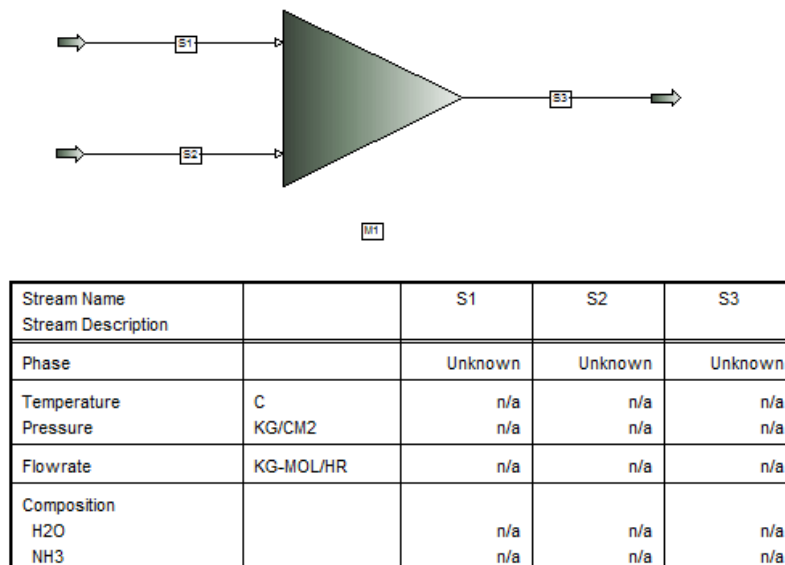 S1
S3
S2
M1
Stream Name S1 S2 S3
Stream Description
Phase Unknown Unknown Unknown
Temperature C n/a n/a n/a
Pressure KG/CM2 n/a n/a n/a
Flowrate KG-MOL/HR n/a n/a n/a
Composition
H2O n/a n/a n/a
NH3 n/a n/a n/a